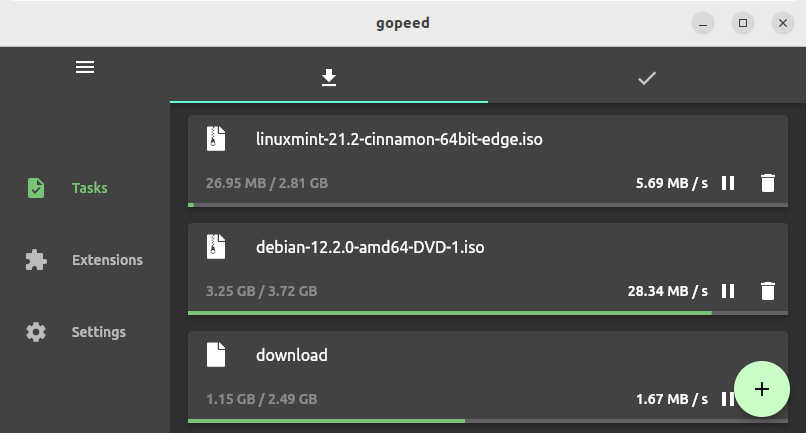 gopeed
Tasks
Extensions
Settings
linuxmint-21.2-cinnamon-64bit-edge.iso
26.95 MB / 2.81 GB
5.69 MB / s
debian-12.2.0-amd64-DVD-1.iso
3.25 GB / 3.72 GB
28.34 MB / s
download
1.15 GB / 2.49 GB
1.67 MB / s